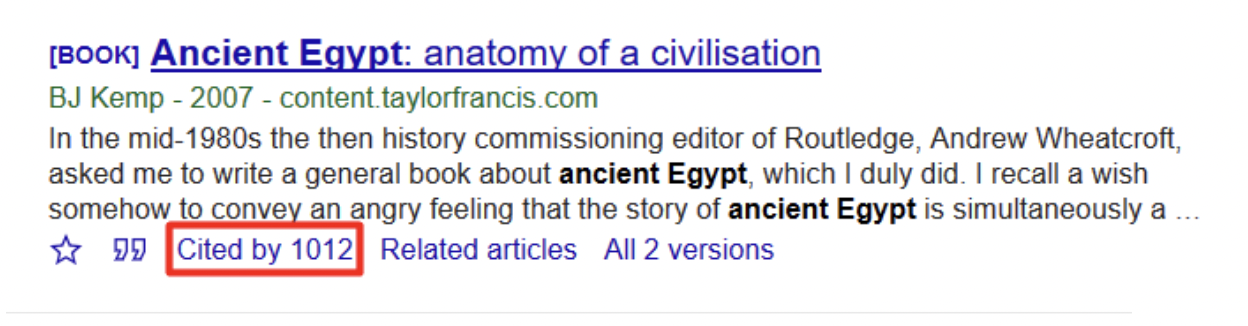 [BOOK] Ancient Egypt: anatomy of a civilisation
BJ Kemp - 2007 - content.taylorfrancis.com
In the mid-1980s the then history commissioning editor of Routledge, Andrew Wheatcroft,
asked me to write a general book about ancient Egypt, which I duly did. I recall a wish
somehow to convey an angry feeling that the story of ancient Egypt is simultaneously a ...
Cited by 1012 Related articles All 2 versions